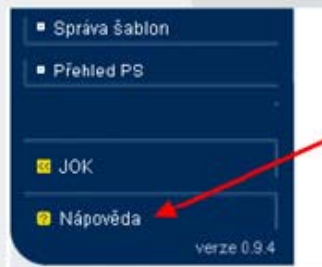 Správa šablon
Přehled PS
JOK
Nápověda
verze 0.9.4